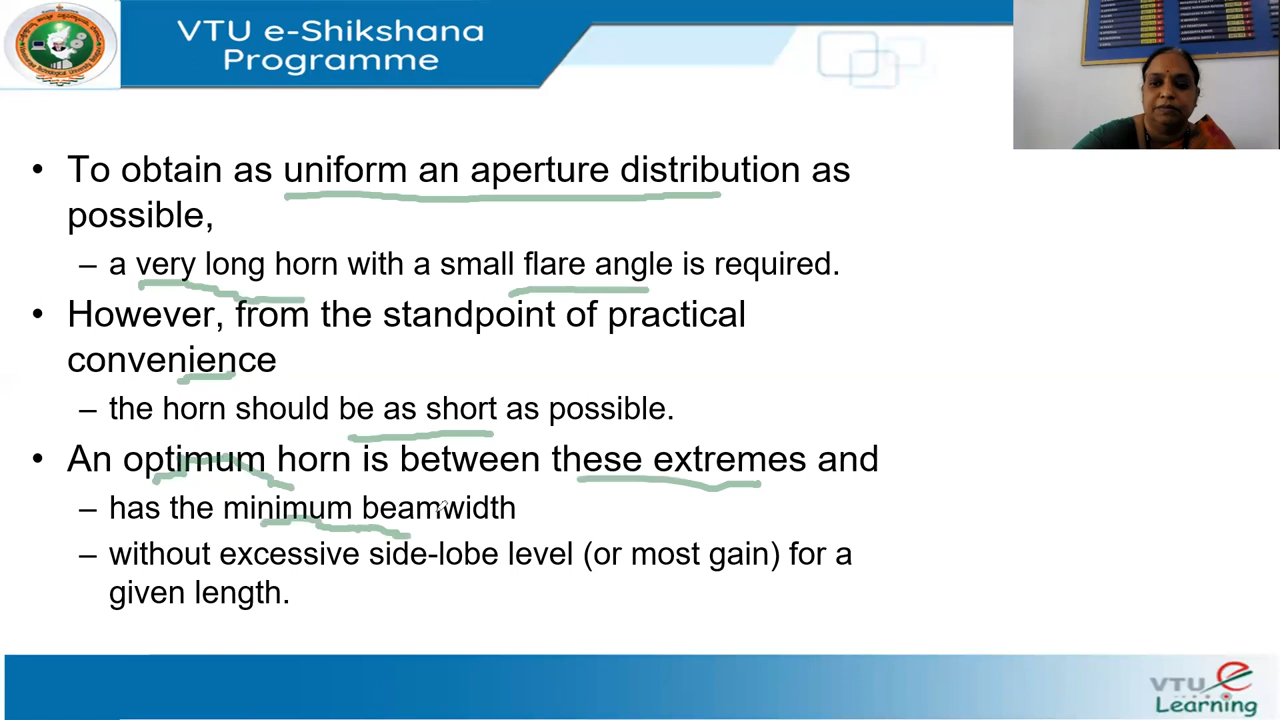 VTU e-Shikshana
Programme
• To obtain as uniform an aperture distribution as
possible,
– a very long horn with a small flare angle is required.
• However, from the standpoint of practical
convenience
– the horn should be as short as possible.
• An optimum horn is between these extremes and
– has the minimum beamwidth
– without excessive side-lobe level (or most gain) for a
given length.
VTU e
Learning